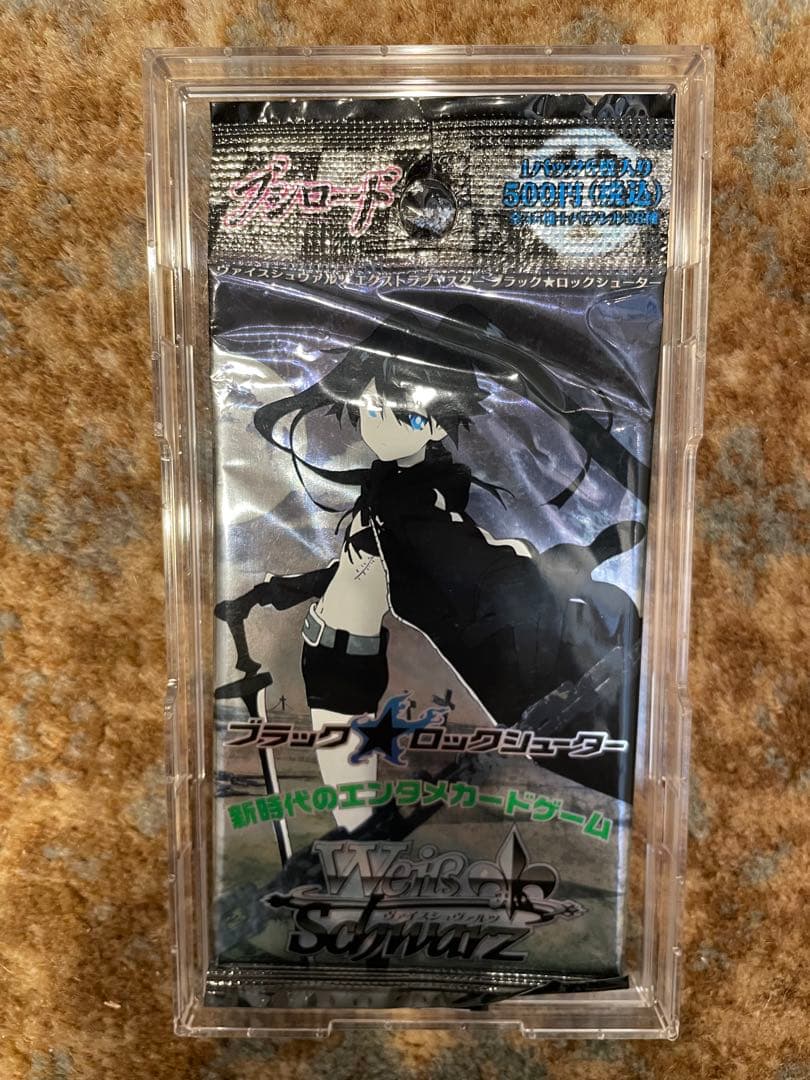 ブシロード
1パック6枚入り
500円(税込)
ヴァイスシュヴァルツ エクストラブースター ブラック★ロックシューター
ブラック★ロックシューター
新時代のエンタメカードゲーム
Weiß
ヴァイスシュヴァルツ
Schwarz